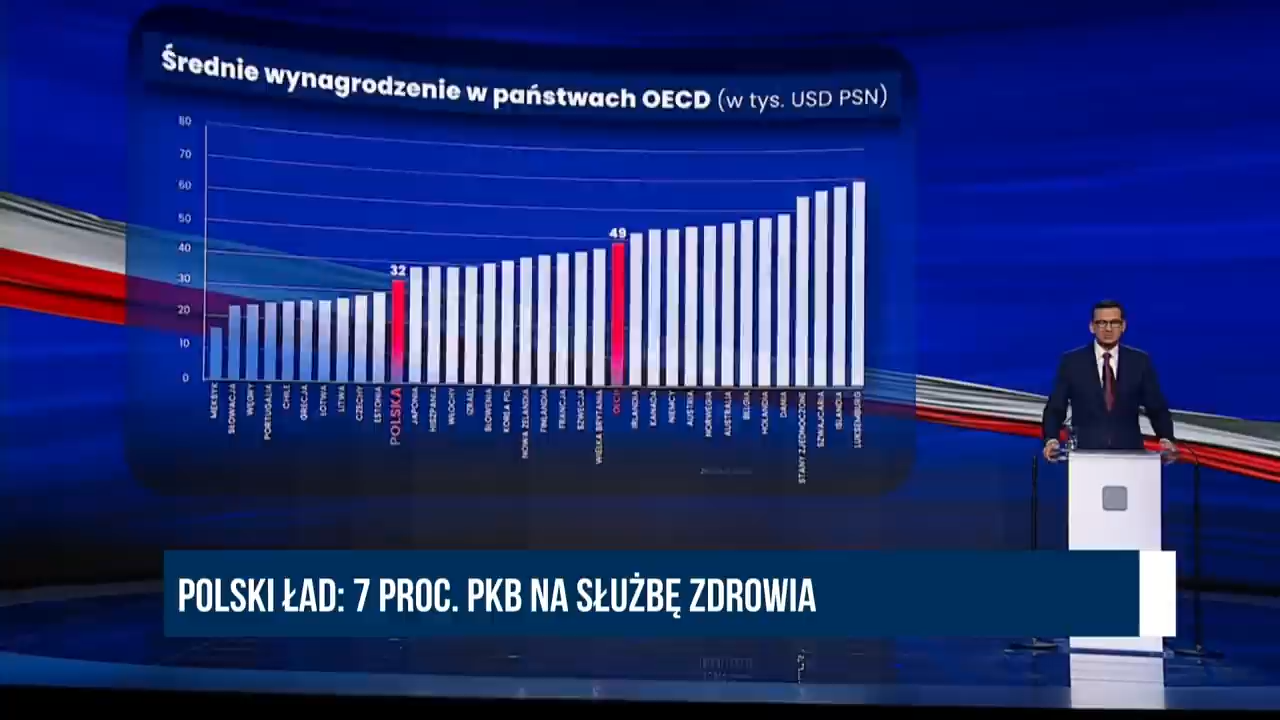 Średnie wynagrodzenie w państwach OECD (w tys. USD PSN)
80
70
60
50
40
30
20
10
0
32
49
MEKSYK
SŁOWACJA
WĘGRY
PORTUGALIA
CHILE
GRECJA
ŁOTWA
LITWA
CZECHY
ESTONIA
POLSKA
JAPONIA
HISZPANIA
WŁOCHY
IZRAEL
SŁOWENIA
KOREA PD.
NOWA ZELANDIA
FINLANDIA
FRANCJA
SZWECJA
WIELKA BRYTANIA
OECD
IRLANDIA
KANADA
NIEMCY
AUSTRIA
NORWEGIA
AUSTRALIA
BELGIA
HOLANDIA
DANIA
STANY ZJEDNOCZONE
SZWAJCARIA
ISLANDIA
LUKSEMBURG
POLSKI ŁAD: 7 PROC. PKB NA SŁUŻBĘ ZDROWIA